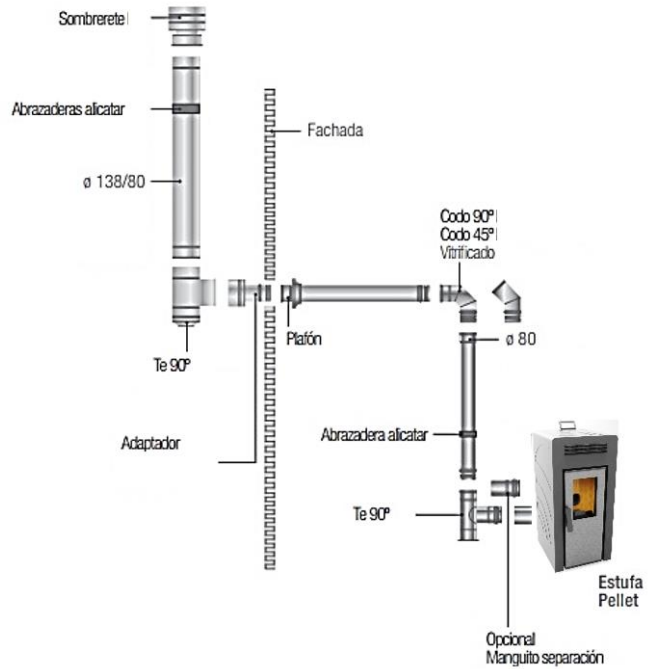 Sombrerete
Abrazaderas alicatar
Fachada
ø 138/80
Codo 90º
Codo 45º
Vitrificado
Plafón
ø 80
Te 90º
Adaptador
Abrazadera alicatar
Te 90º
Estufa
Pellet
Opcional
Manguito separación